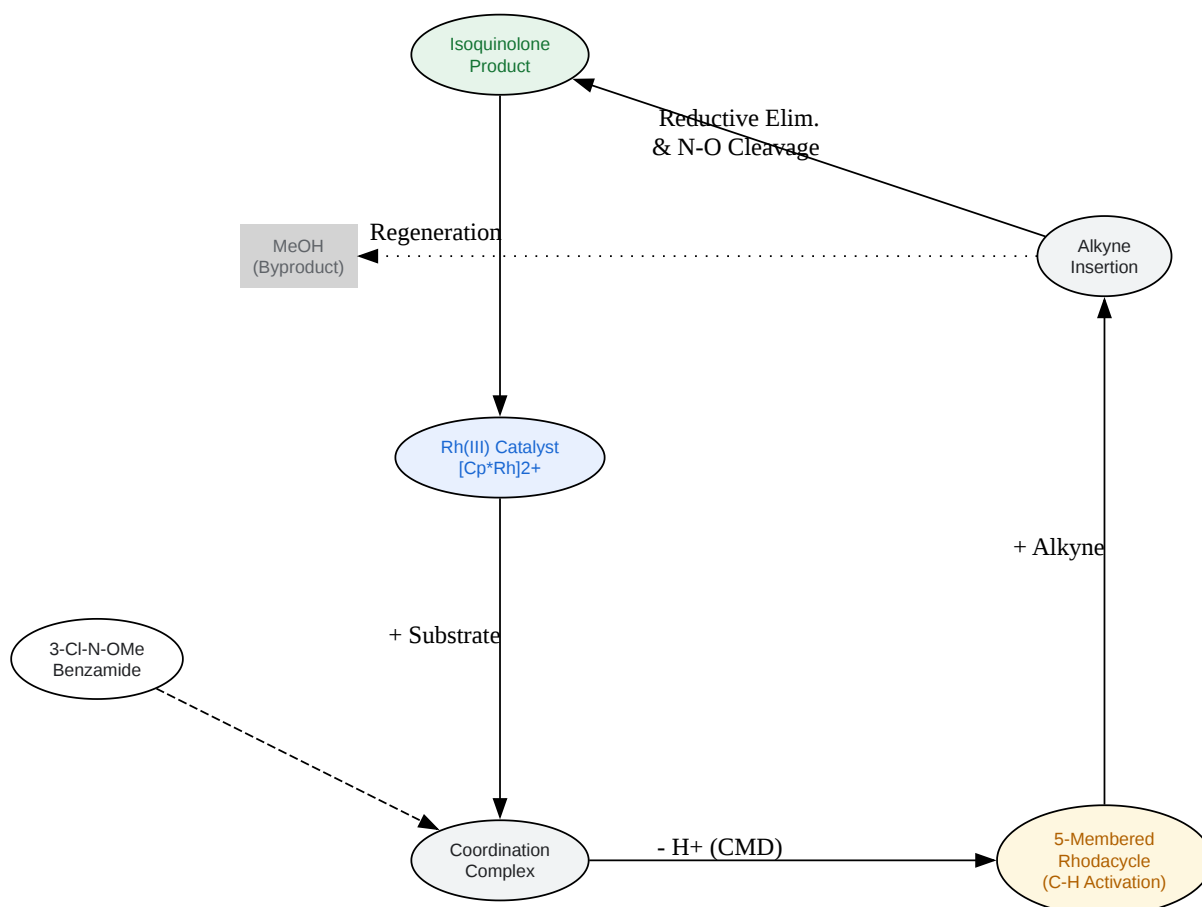 Isoquinolone
Product
Reductive Elim.
& N-O Cleavage
Regeneration
MeOH
(Byproduct)
Alkyne
Insertion
Rh(III) Catalyst
[Cp*Rh]2+
+ Alkyne
+ Substrate
3-Cl-N-OMe
Benzamide
Coordination
Complex
- H+ (CMD)
5-Membered
Rhodacycle
(C-H Activation)